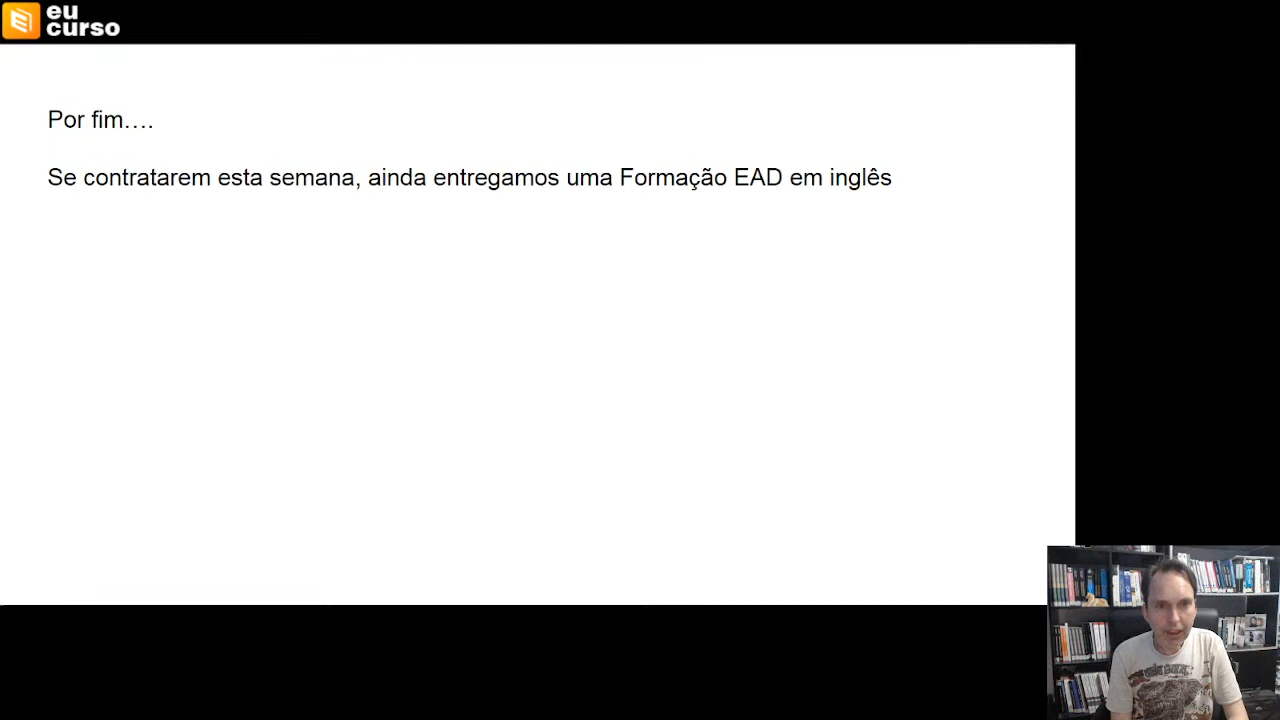 eu
curso
Por fim….
Se contratarem esta semana, ainda entregamos uma Formação EAD em inglês